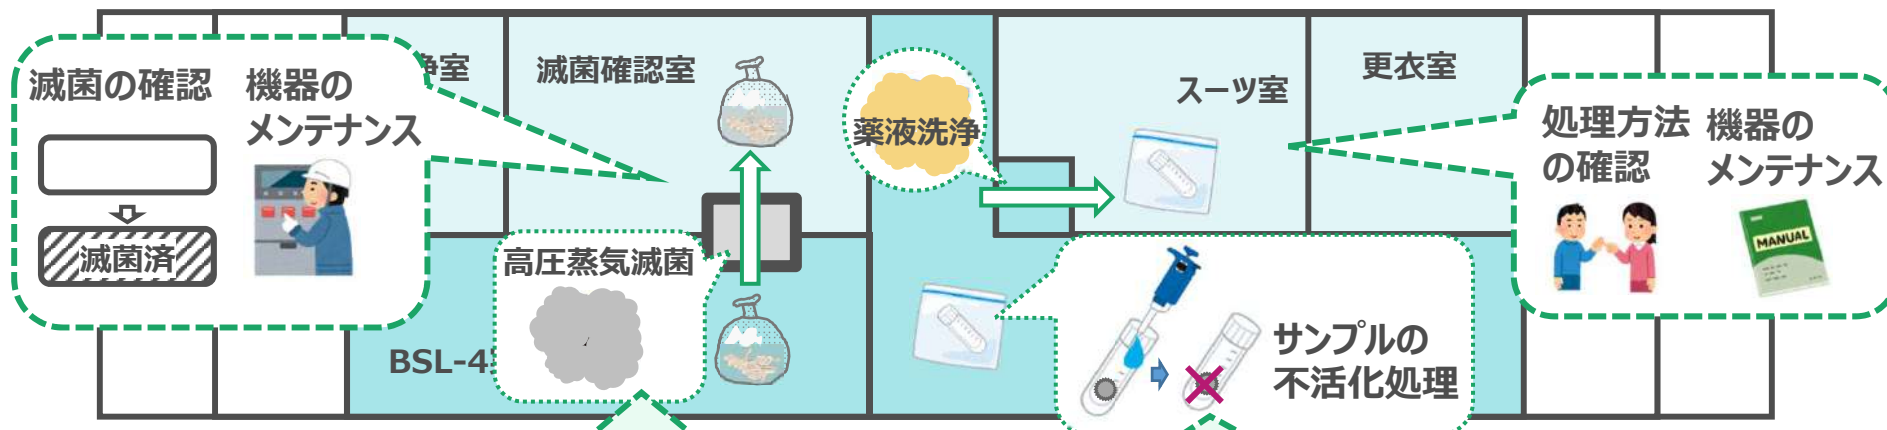 滅菌の確認
機器の
メンテナンス
滅菌済
浄室
滅菌確認室
薬液洗浄
スーツ室
更衣室
処理方法
の確認
機器の
メンテナンス
MANUAL
高圧蒸気滅菌
BSL-4
サンプルの
不活化処理